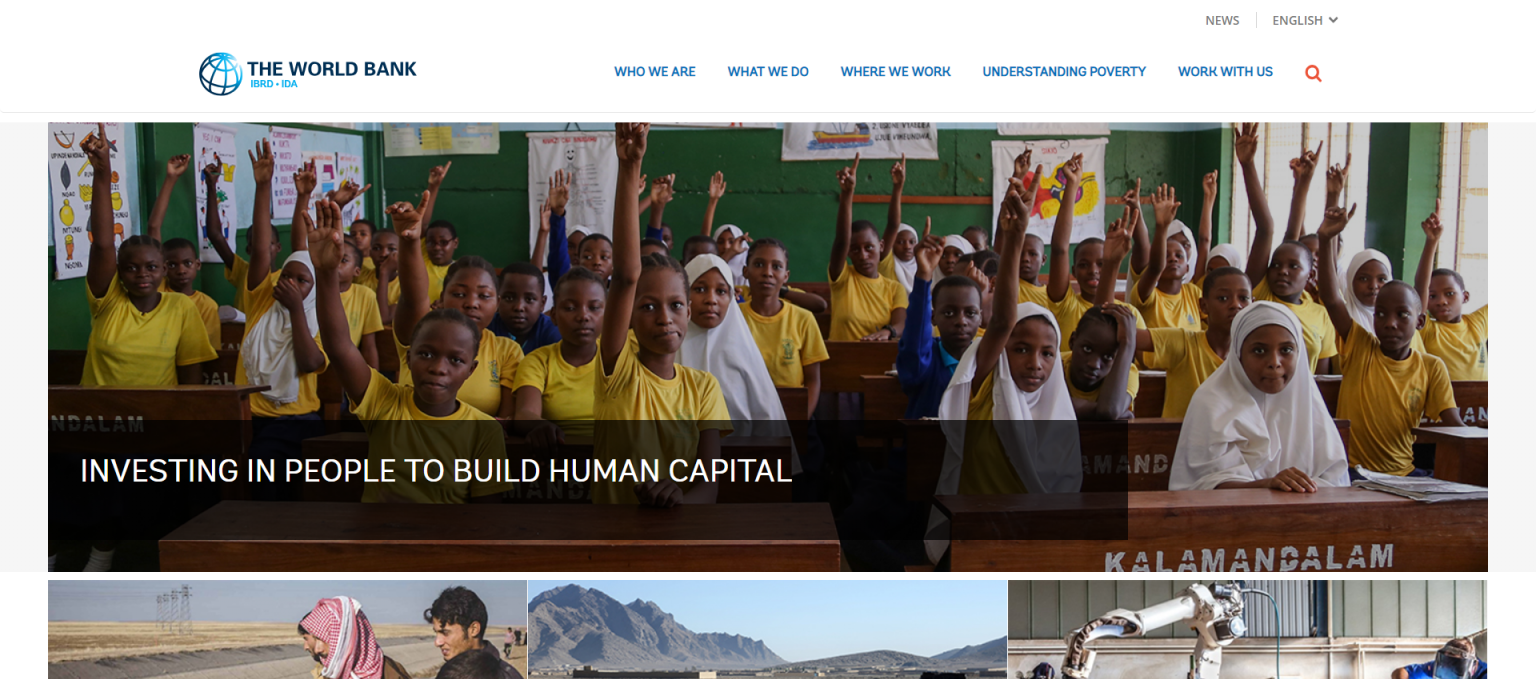 NEWS
ENGLISH
THE WORLD BANK
IBRD • IDA
WHO WE ARE
WHAT WE DO
WHERE WE WORK
UNDERSTANDING POVERTY
WORK WITH US
NDALAM
INVESTING IN PEOPLE TO BUILD HUMAN CAPITAL
KALAMANDALAM